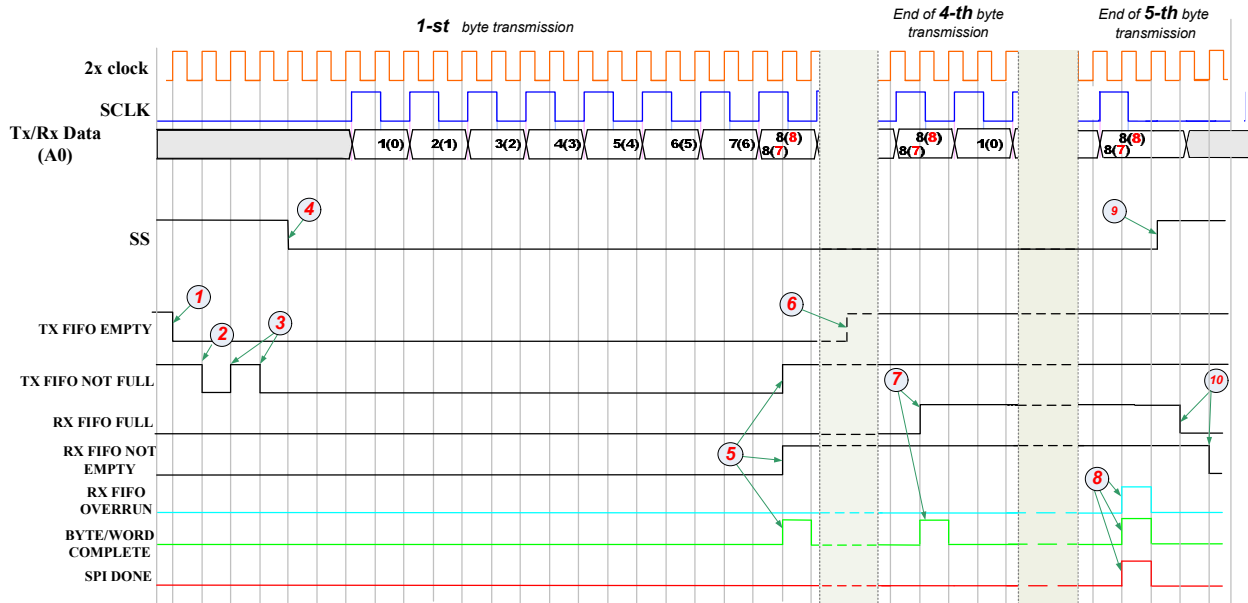 1-st byte transmission
End of 4-th byte
transmission
End of 5-th byte
transmission
2x clock
SCLK
Tx/Rx Data
(A0)
1(0) 2(1) 3(2) 4(3) 5(4) 6(5) 7(6) 8(8)
8(7)
8(8)
8(7)
1(0)
8(8)
8(7)
SS
4
9
TX FIFO EMPTY
1
6
2
3
TX FIFO NOT FULL
7
10
RX FIFO FULL
RX FIFO NOT
EMPTY
5
8
RX FIFO
OVERRUN
BYTE/WORD
COMPLETE
SPI DONE